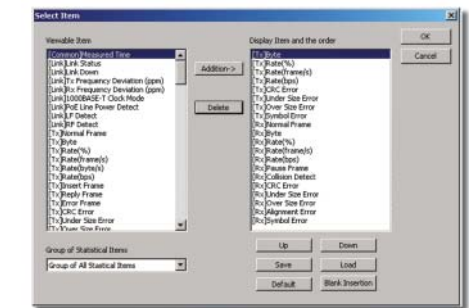 Select Item
Viewable Item
[Common]Measured Time
[Link]Link Status
[Link]Link Down
[Link]Tx Frequency Deviation (ppm)
[Link]Rx Frequency Deviation (ppm)
[Link]1000BASE-T Clock Mode
[Link]PoE Line Power Detect
[Link]LF Detect
[Link]RF Detect
[Tx]Normal Frame
[Tx]Byte
[Tx]Rate(%)
[Tx]Rate(frame/s)
[Tx]Rate(byte/s)
[Tx]Rate(bps)
[Tx]Insert Frame
[Tx]Reply Frame
[Tx]Error Frame
[Tx]CRC Error
[Tx]Under Size Error
[Tx]Over Size Error
Group of Statistical Items
Group of All Stastical Items
Addition->
Delete
Display Item and the order
[Tx]Byte
[Tx]Rate(%)
[Tx]Rate(frame/s)
[Tx]Rate(bps)
[Tx]CRC Error
[Tx]Under Size Error
[Tx]Over Size Error
[Tx]Symbol Error
[Rx]Normal Frame
[Rx]Byte
[Rx]Rate(%)
[Rx]Rate(frame/s)
[Rx]Rate(bps)
[Rx]Pause Frame
[Rx]Collision Detect
[Rx]CRC Error
[Rx]Under Size Error
[Rx]Over Size Error
[Rx]Alignment Error
[Rx]Symbol Error
Up
Down
Save
Load
Default
Blank Insertion
OK
Cancel